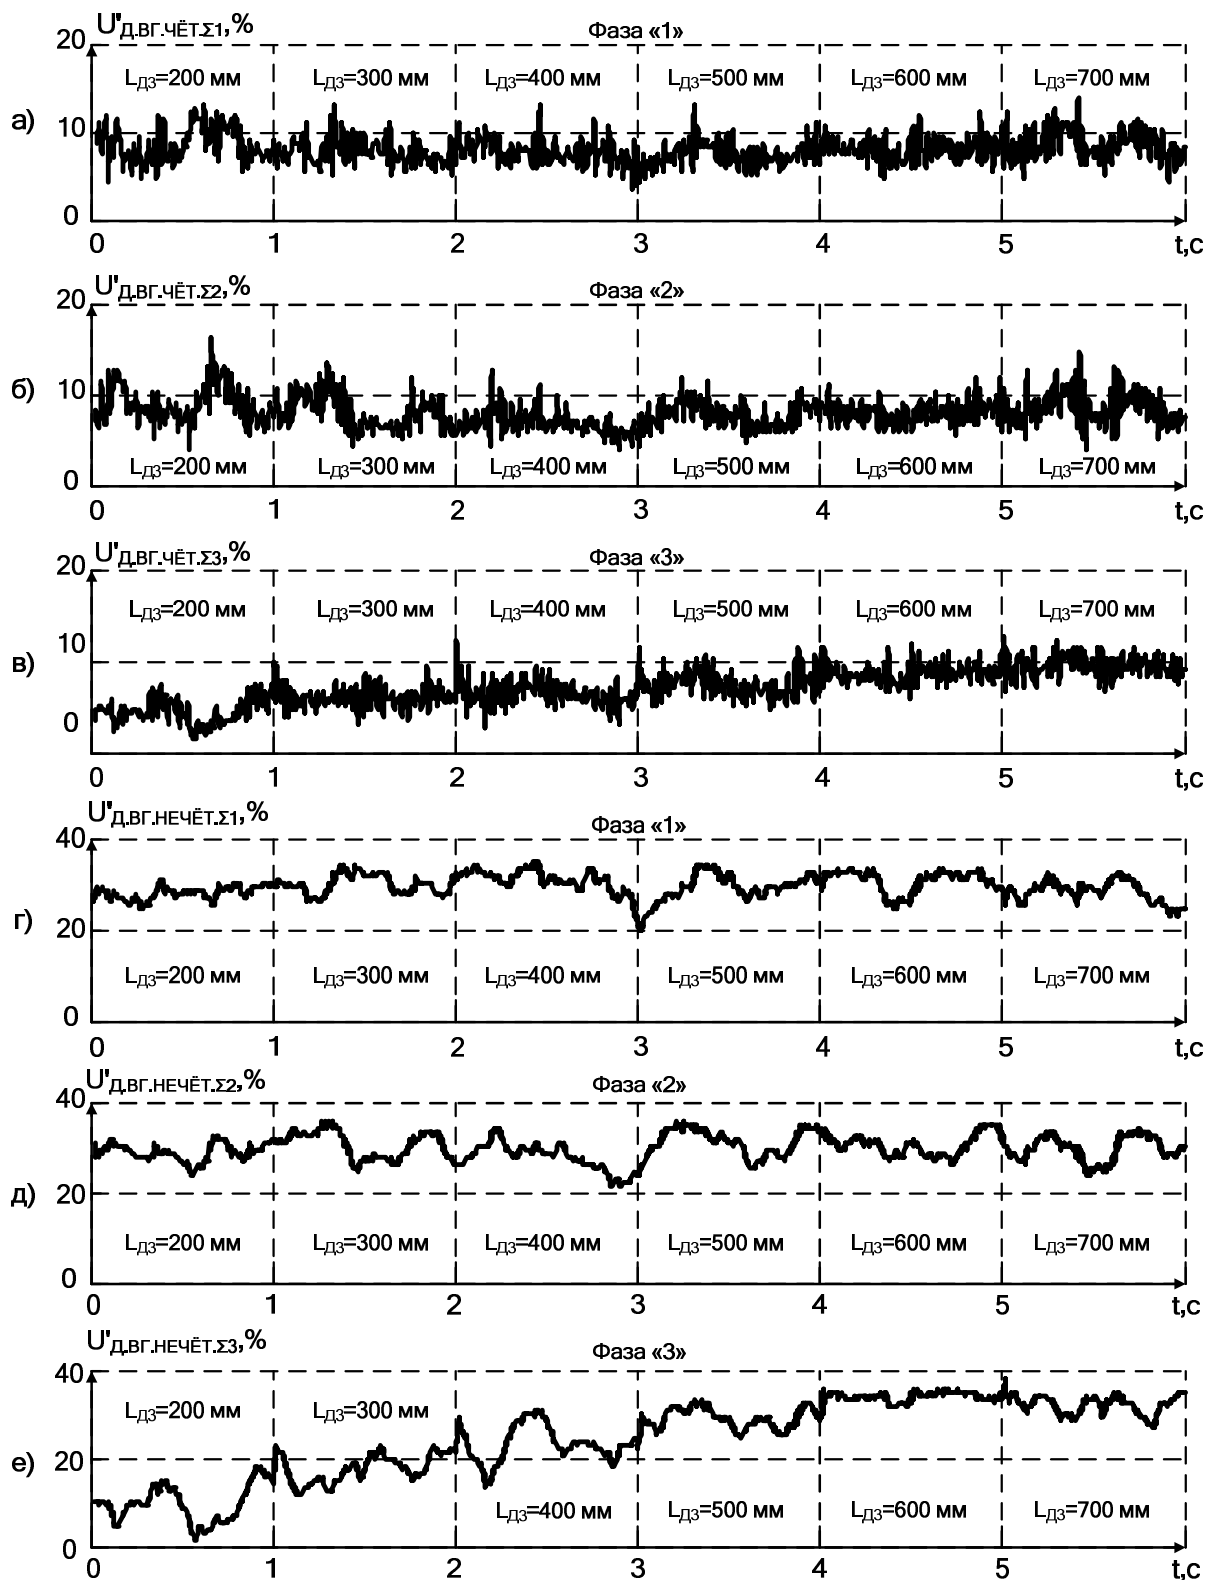 U'Д.ВГ.ЧЁТ.Σ1,%
Фаза «1»
20
LДЗ=200 мм LДЗ=300 мм LДЗ=400 мм LДЗ=500 мм LДЗ=600 мм LДЗ=700 мм
а)
10
0
0 1 2 3 4 5 t,с
U'Д.ВГ.ЧЁТ.Σ2,%
Фаза «2»
20
б)
10
LДЗ=200 мм LДЗ=300 мм LДЗ=400 мм LДЗ=500 мм LДЗ=600 мм LДЗ=700 мм
0
0 1 2 3 4 5 t,с
U'Д.ВГ.ЧЁТ.Σ3,%
Фаза «3»
20
LДЗ=200 мм LДЗ=300 мм LДЗ=400 мм LДЗ=500 мм LДЗ=600 мм LДЗ=700 мм
10
в)
0
0 1 2 3 4 5 t,с
U'Д.ВГ.НЕЧЁТ.Σ1,%
Фаза «1»
40
г)
20
LДЗ=200 мм LДЗ=300 мм LДЗ=400 мм LДЗ=500 мм LДЗ=600 мм LДЗ=700 мм
0
0 1 2 3 4 5 t,с
U'Д.ВГ.НЕЧЁТ.Σ2,%
Фаза «2»
40
д)
20
LДЗ=200 мм LДЗ=300 мм LДЗ=400 мм LДЗ=500 мм LДЗ=600 мм LДЗ=700 мм
0
0 1 2 3 4 5 t,с
U'Д.ВГ.НЕЧЁТ.Σ3,%
Фаза «3»
40
LДЗ=200 мм LДЗ=300 мм
е)
20
LДЗ=400 мм LДЗ=500 мм LДЗ=600 мм LДЗ=700 мм
0
0 1 2 3 4 5 t,с